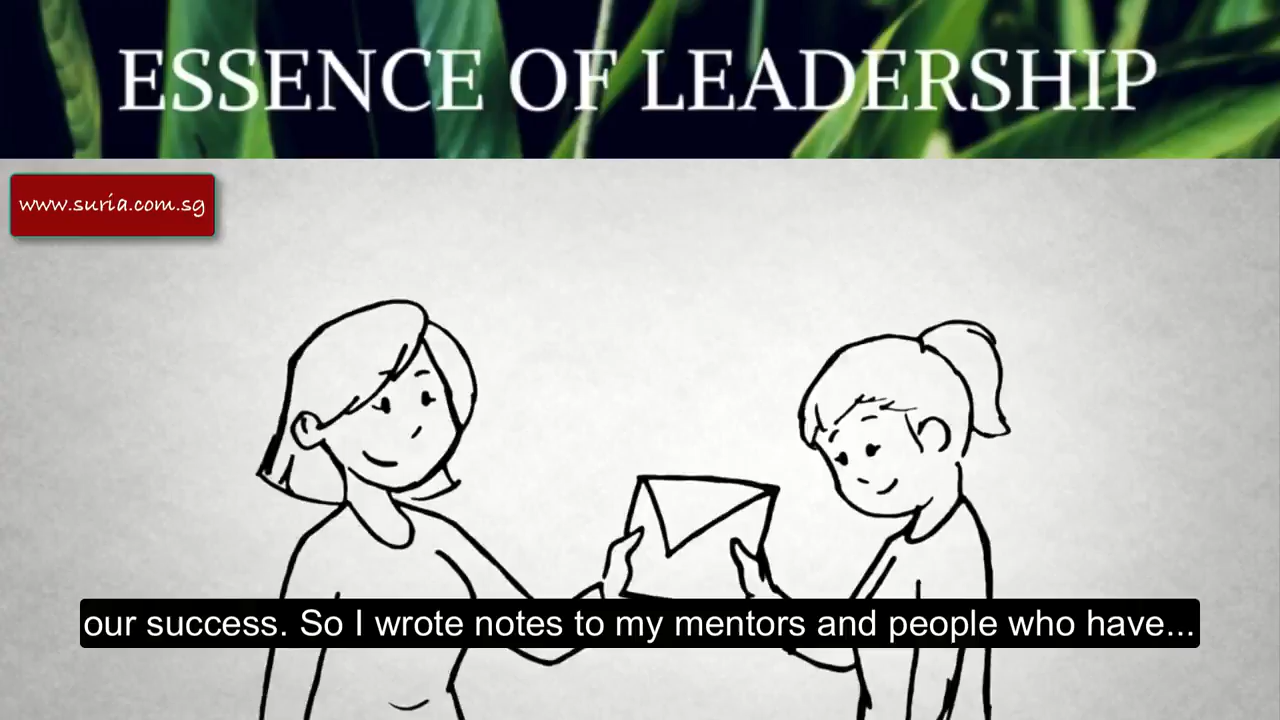 ESSENCE OF LEADERSHIP
www.suria.com.sg
our success. So I wrote notes to my mentors and people who have...